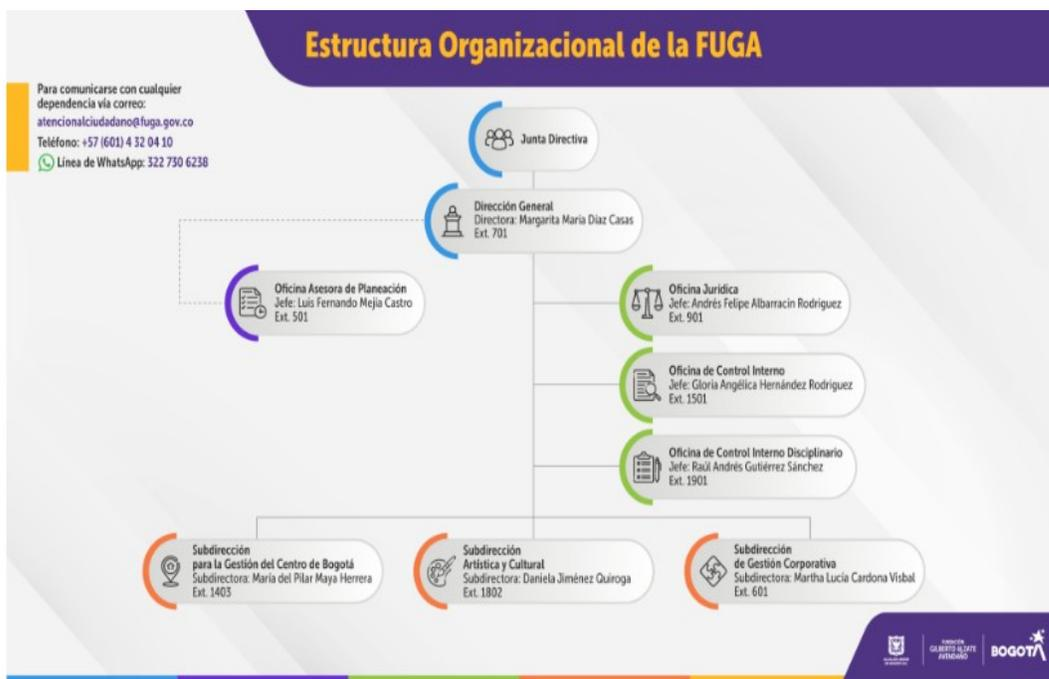 Estructura Organizacional de la FUGA
Para comunicarse con cualquier
dependencia vía correo:
atencionalciudadano@fuga.gov.co
Teléfono: +57 (601) 4 32 04 10
Línea de WhatsApp: 322 730 6238
Junta Directiva
Dirección General
Directora: Margarita María Díaz Casas
Ext. 701
Oficina Asesora de Planeación
Jefe: Luis Fernando Mejía Castro
Ext. 501
Oficina Jurídica
Jefe: Andrés Felipe Albarracín Rodríguez
Ext. 901
Oficina de Control Interno
Jefe: Gloria Angélica Hernández Rodríguez
Ext. 1501
Oficina de Control Interno Disciplinario
Jefe: Raúl Andrés Gutiérrez Sánchez
Ext. 1901
Subdirección
para la Gestión del Centro de Bogotá
Subdirectora: María del Pilar Maya Herrera
Ext. 1403
Subdirección
Artística y Cultural
Subdirectora: Daniela Jiménez Quiroga
Ext. 1802
Subdirección
de Gestión Corporativa
Subdirectora: Martha Lucía Cardona Visbal
Ext. 601
FUNDACIÓN
GILBERTO ALZATE
AVENDAÑO
BOGOTÁ